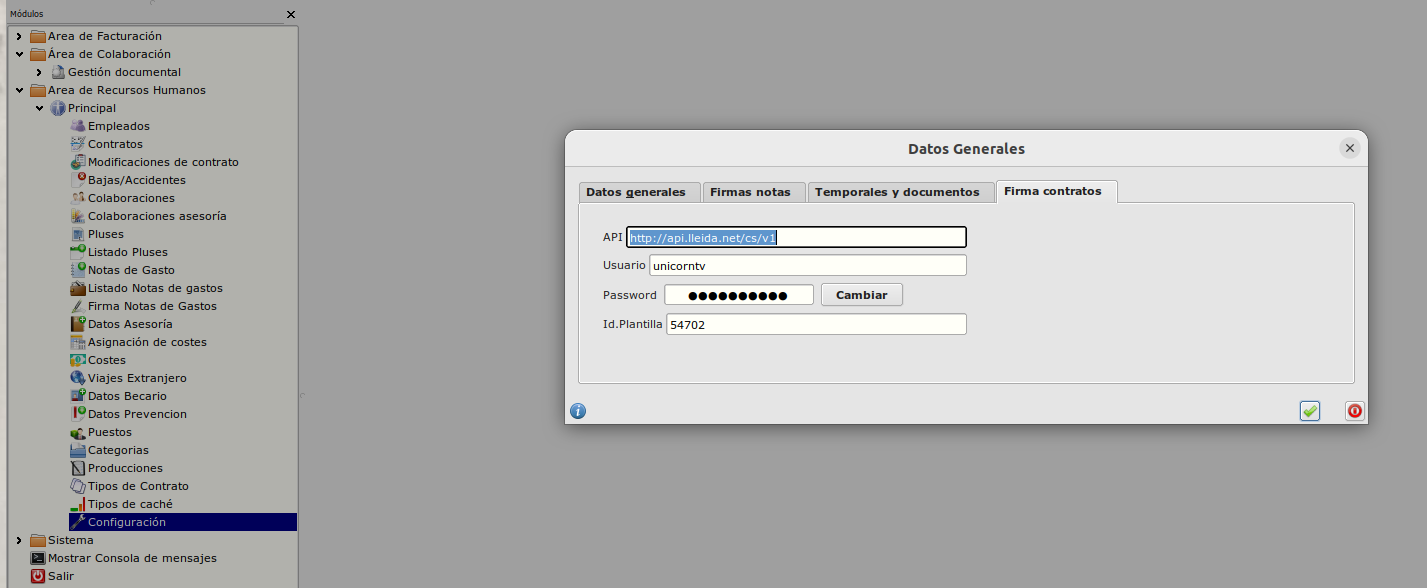 Módulos
Area de Facturación
Área de Colaboración
Gestión documental
Area de Recursos Humanos
Principal
Empleados
Contratos
Modificaciones de contrato
Bajas/Accidentes
Colaboraciones
Colaboraciones asesoría
Pluses
Listado Pluses
Notas de Gasto
Listado Notas de gastos
Firma Notas de Gastos
Datos Asesoría
Asignación de costes
Costes
Viajes Extranjero
Datos Becario
Datos Prevencion
Puestos
Categorias
Producciones
Tipos de Contrato
Tipos de caché
Configuración
Sistema
Mostrar Consola de mensajes
Salir
Datos Generales
Datos generales
Firmas notas
Temporales y documentos
Firma contratos
API http://api.lleida.net/cs/v1
Usuario unicorntv
Password ●●●●●●●●●● Cambiar
Id.Plantilla 54702